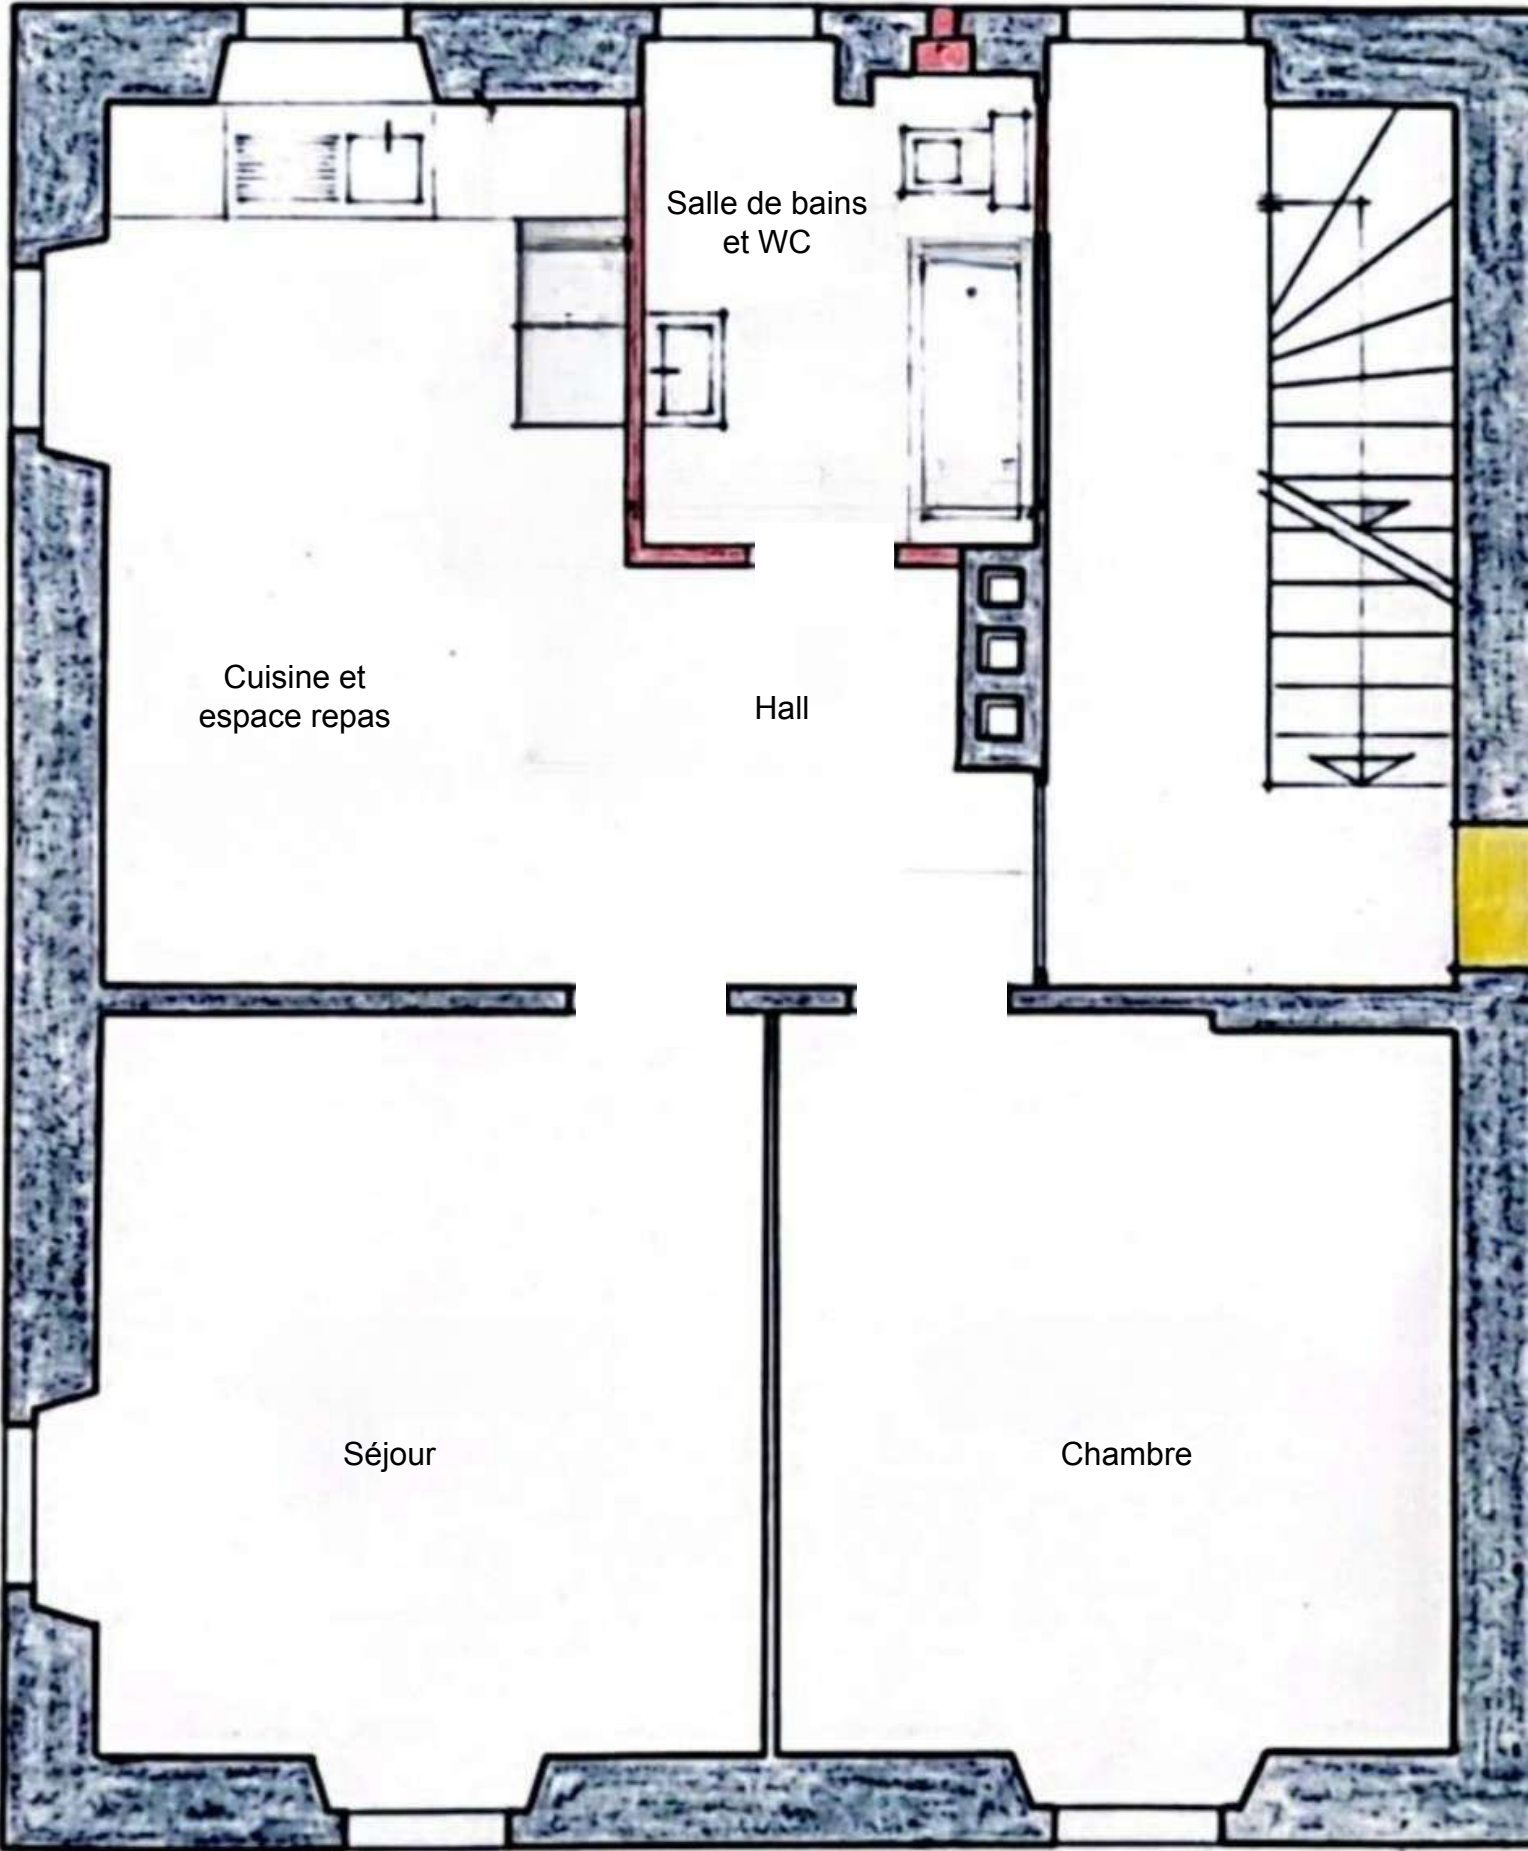 Salle de bains
et WC
Cuisine et
espace repas
Hall
Séjour
Chambre